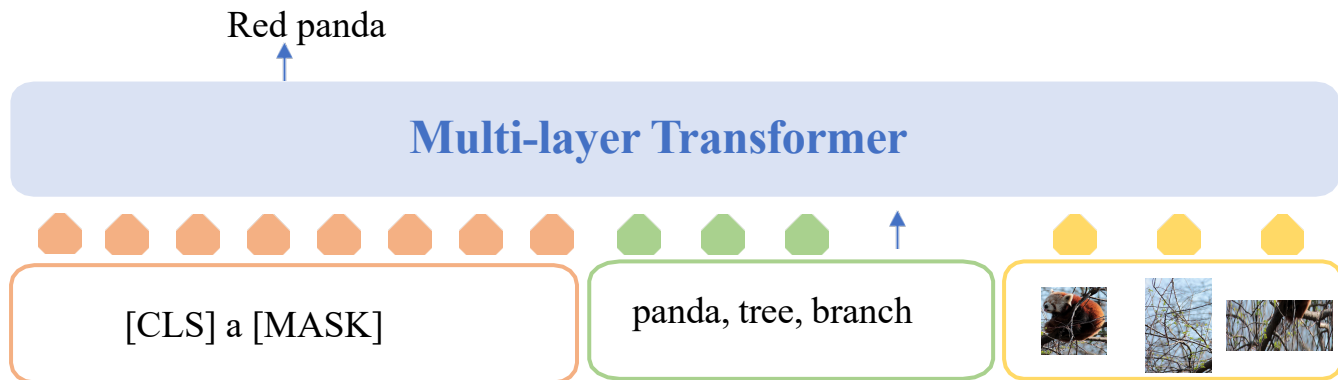 Red panda
Multi-layer Transformer
[CLS] a [MASK]
panda, tree, branch